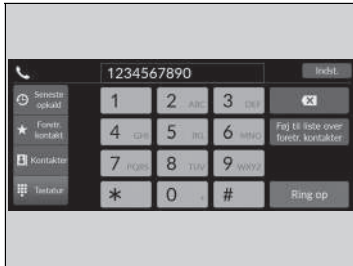 1234567890
Indst.
Seneste
opkald
1
2 ABC
3 DEF
Foretr.
kontakt.
4 GHI
5 JKL
6 MNO
Føj til liste over
foretr. kontakter
Kontakter
7 PQRS
8 TUV
9 WXYZ
Tastatur
*
0 +
#
Ring op